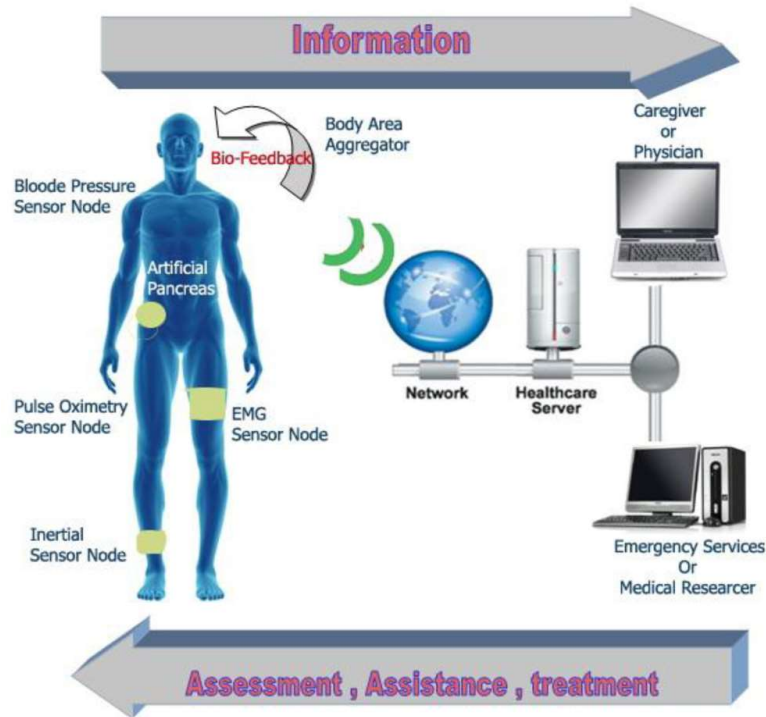 Information
Caregiver
or
Physician
Body Area
Aggregator
Bio-Feedback
Bloode Pressure
Sensor Node
Artificial
Pancreas
Network
Healthcare
Server
Pulse Oximetry
Sensor Node
EMG
Sensor Node
Inertial
Sensor Node
Emergency Services
Or
Medical Researcer
Assessment , Assistance , treatment